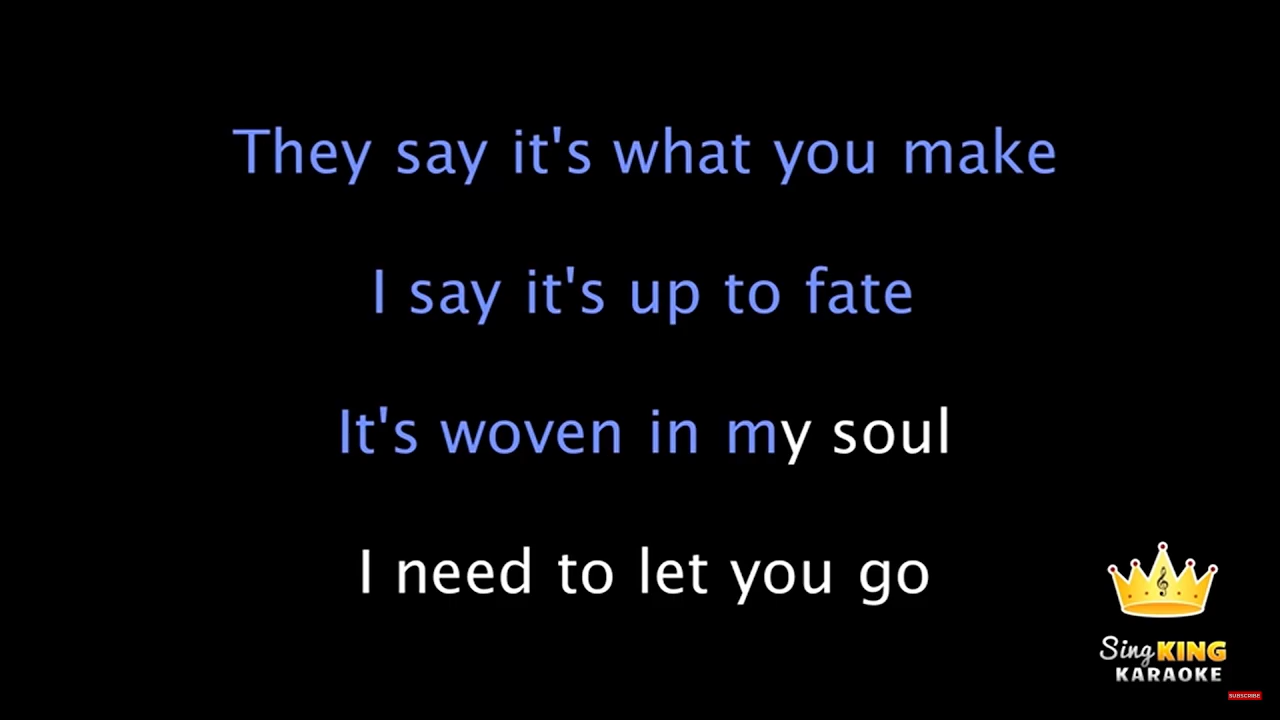 They say it's what you make
I say it's up to fate
It's woven in my soul
I need to let you go
Sing KING
KARAOKE
SUBSCRIBE